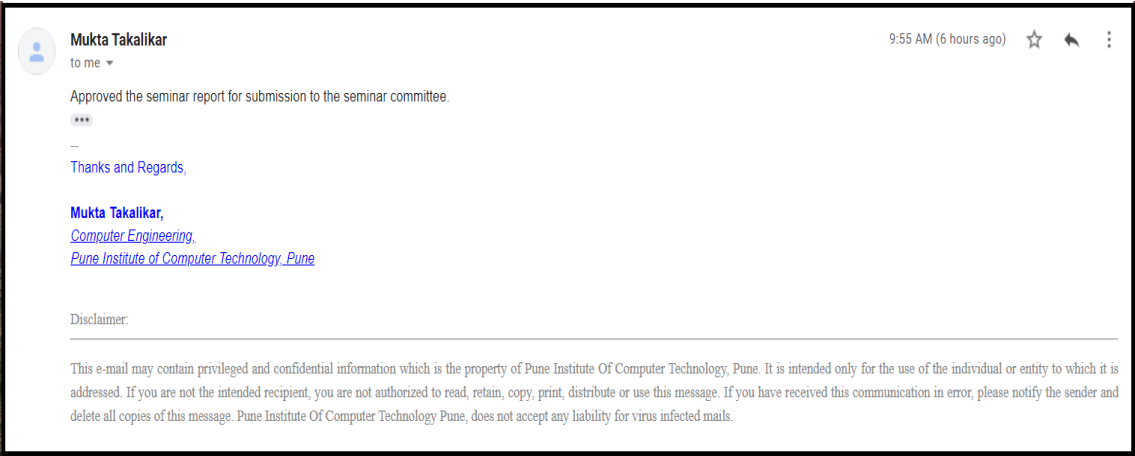 Mukta Takalikar
9:55 AM (6 hours ago)
to me
Approved the seminar report for submission to the seminar committee.
--
Thanks and Regards,
Mukta Takalikar,
Computer Engineering,
Pune Institute of Computer Technology, Pune
Disclaimer:
This e-mail may contain privileged and confidential information which is the property of Pune Institute Of Computer Technology, Pune. It is intended only for the use of the individual or entity to which it is
addressed. If you are not the intended recipient, you are not authorized to read, retain, copy, print, distribute or use this message. If you have received this communication in error, please notify the sender and
delete all copies of this message. Pune Institute Of Computer Technology Pune, does not accept any liability for virus infected mails.